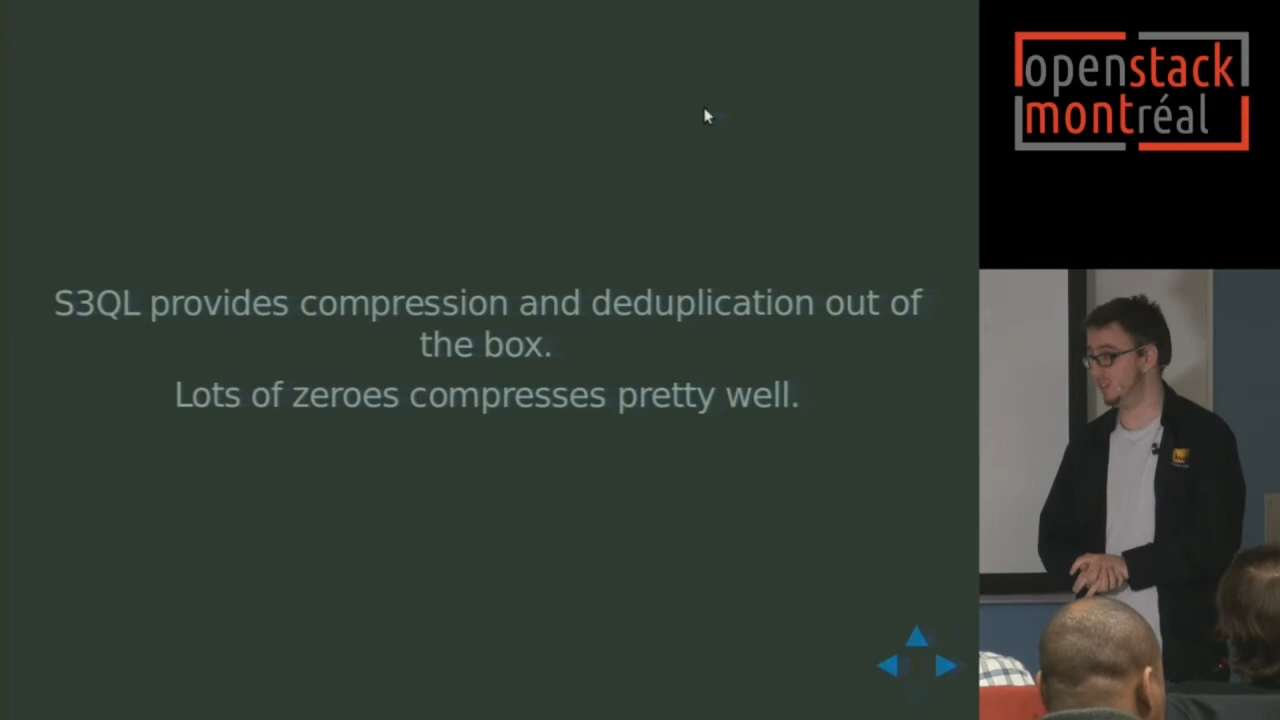 S3QL provides compression and deduplication out of
the box.
Lots of zeroes compresses pretty well.
openstack
montréal